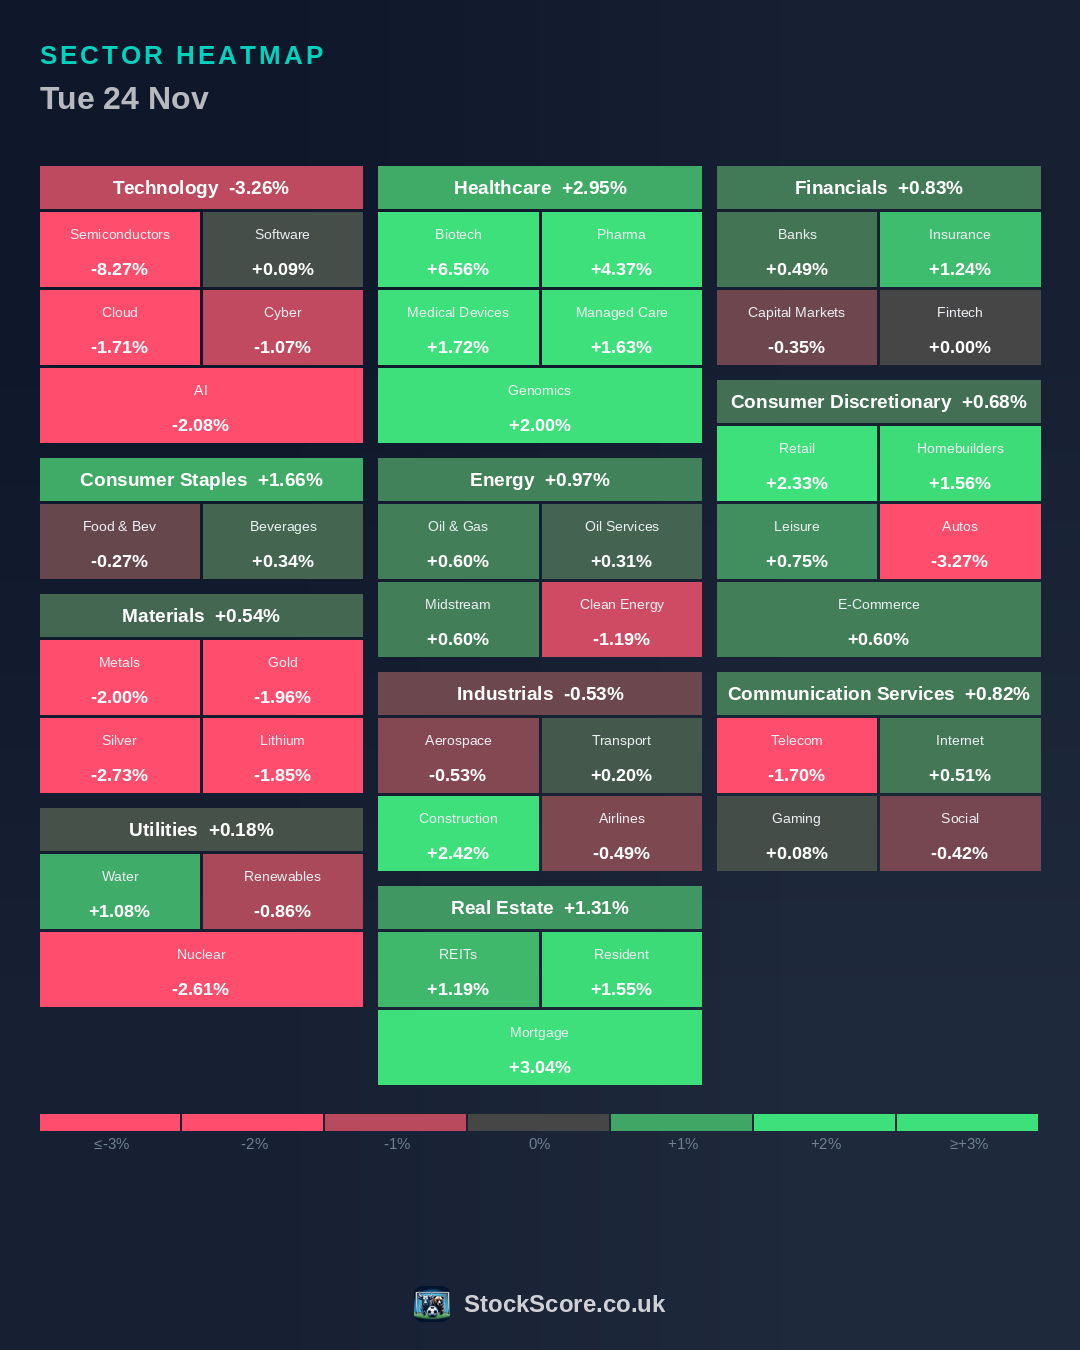 SECTOR HEATMAP
Tue 24 Nov
Technology -3.26%
Semiconductors Software
-8.27% +0.09%
Cloud Cyber
-1.71% -1.07%
AI
-2.08%
Consumer Staples +1.66%
Food & Bev Beverages
-0.27% +0.34%
Materials +0.54%
Metals Gold
-2.00% -1.96%
Silver Lithium
-2.73% -1.85%
Utilities +0.18%
Water Renewables
+1.08% -0.86%
Nuclear
-2.61%
Healthcare +2.95%
Biotech Pharma
+6.56% +4.37%
Medical Devices Managed Care
+1.72% +1.63%
Genomics
+2.00%
Energy +0.97%
Oil & Gas Oil Services
+0.60% +0.31%
Midstream Clean Energy
+0.60% -1.19%
Industrials -0.53%
Aerospace Transport
-0.53% +0.20%
Construction Airlines
+2.42% -0.49%
Real Estate +1.31%
REITs Resident
+1.19% +1.55%
Mortgage
+3.04%
Financials +0.83%
Banks Insurance
+0.49% +1.24%
Capital Markets Fintech
-0.35% +0.00%
Consumer Discretionary +0.68%
Retail Homebuilders
+2.33% +1.56%
Leisure Autos
+0.75% -3.27%
E-Commerce
+0.60%
Communication Services +0.82%
Telecom Internet
-1.70% +0.51%
Gaming Social
+0.08% -0.42%
≤-3% -2% -1% 0% +1% +2% ≥+3%
StockScore.co.uk